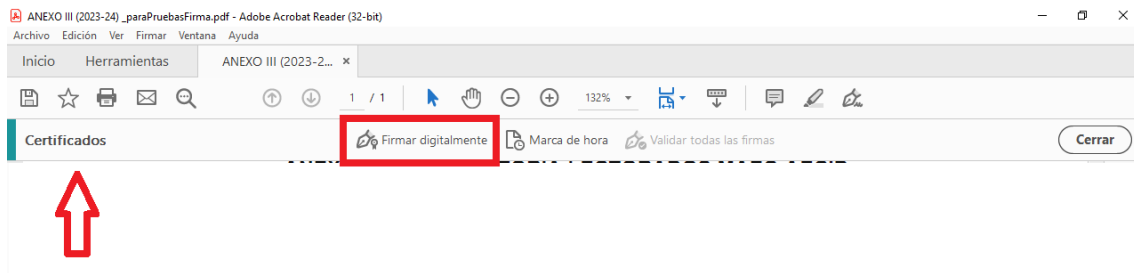 ANEXO III (2023-24) _paraPruebasFirma.pdf - Adobe Acrobat Reader (32-bit)
Archivo Edición Ver Firmar Ventana Ayuda
Inicio Herramientas ANEXO III (2023-2... ×
1 / 1 132%
Certificados Firmar digitalmente Marca de hora Validar todas las firmas Cerrar